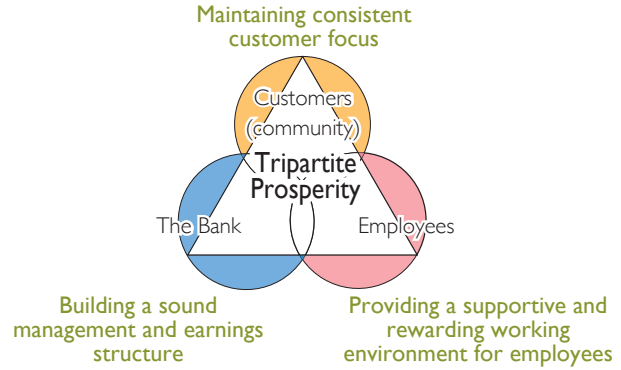 Maintaining consistent
customer focus
Customers
(community)
Tripartite
Prosperity
The Bank
Employees
Building a sound
management and earnings
structure
Providing a supportive and
rewarding working
environment for employees